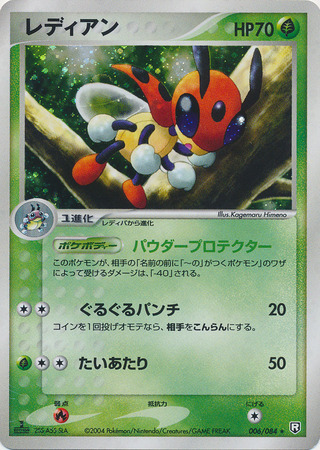 レディアン HP70
Illus.Kagemaru Himeno
1進化 レディバから進化
ポケボディー パウダープロテクター
このポケモンが、相手の「名前の前に「〜の」がつくポケモン」のワザ
によって受けるダメージは、「-40」される。
ぐるぐるパンチ 20
コインを1回投げオモテなら、相手をこんらんにする。
たいあたり 50
弱点 抵抗力 にげる
©2004 Pokémon/Nintendo/Creatures/GAME FREAK. 006/084 ★ R